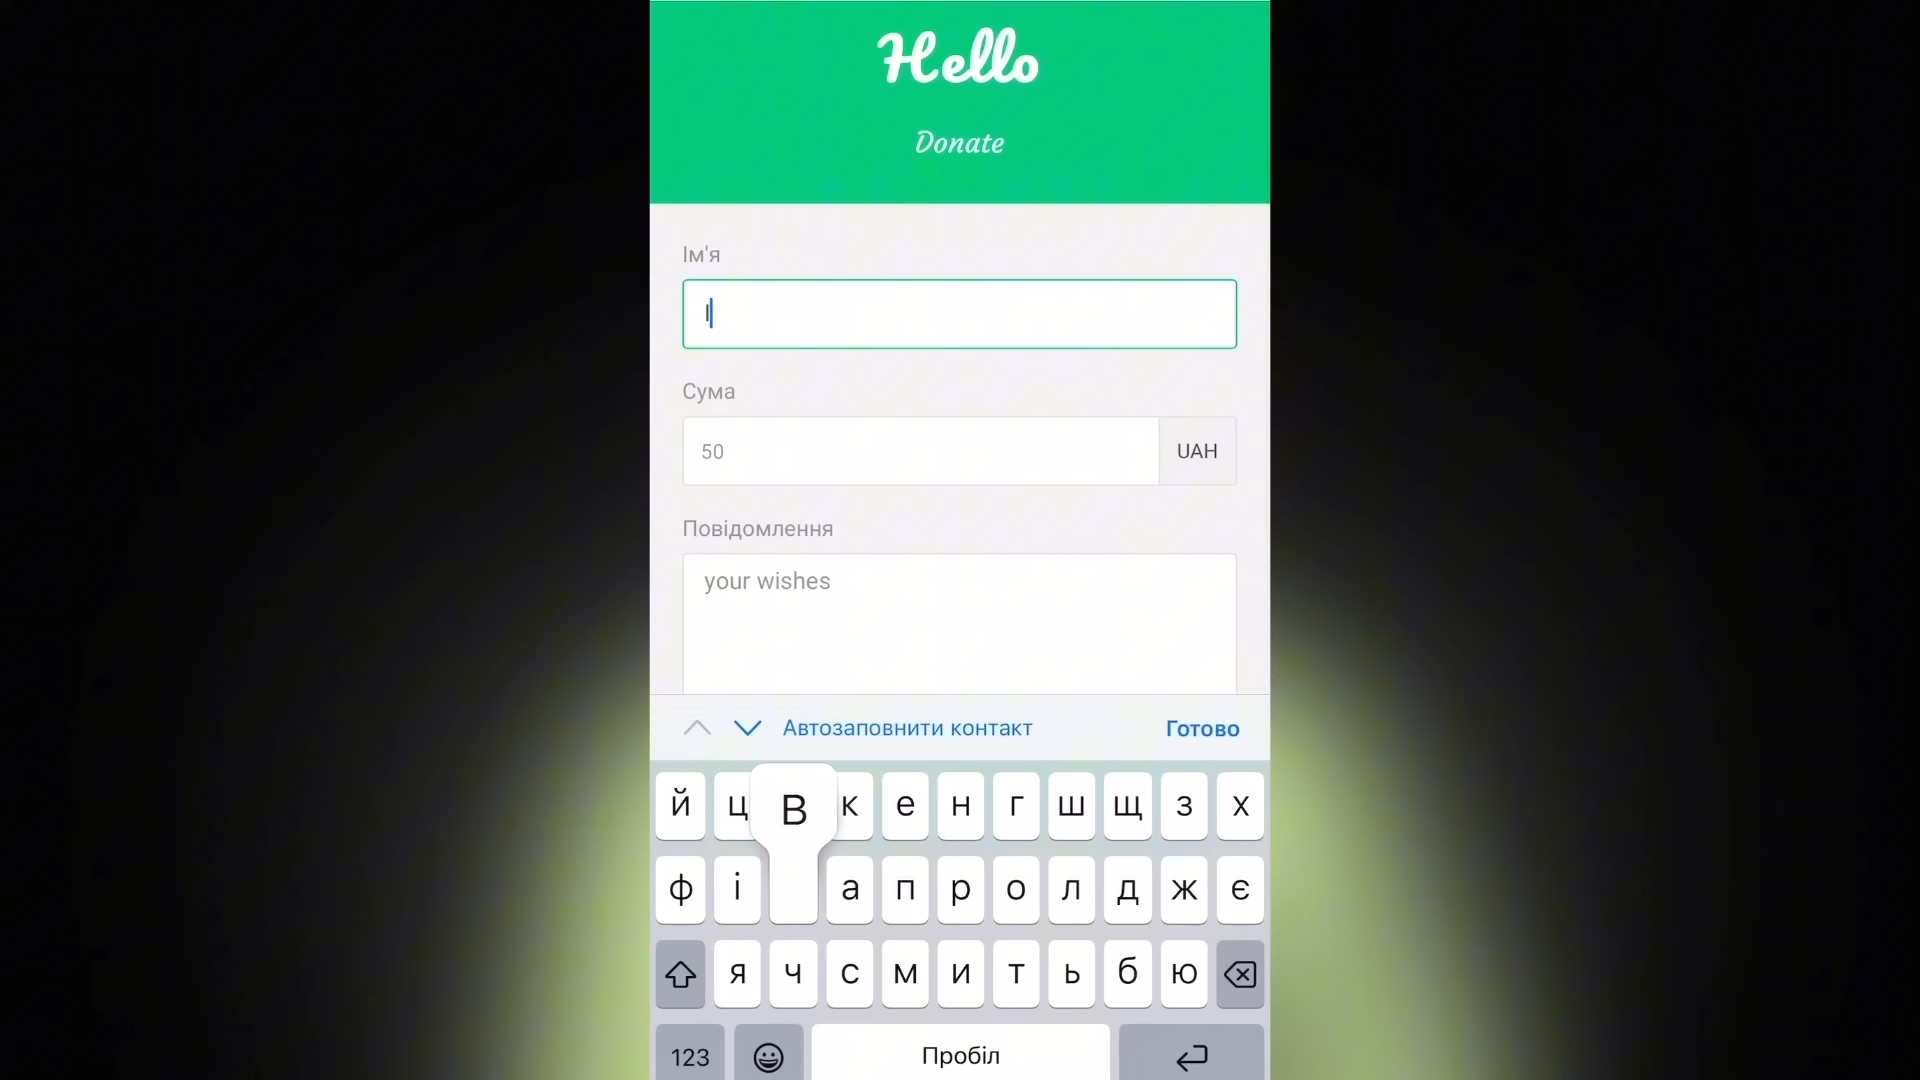 Hello
Donate
Ім'я
І
Сума
50
UAH
Повідомлення
your wishes
Автозаповнити контакт
Готово
й ц в к е н г ш щ з х
ф і а п р о л д ж є
я ч с м и т ь б ю
123
Пробіл